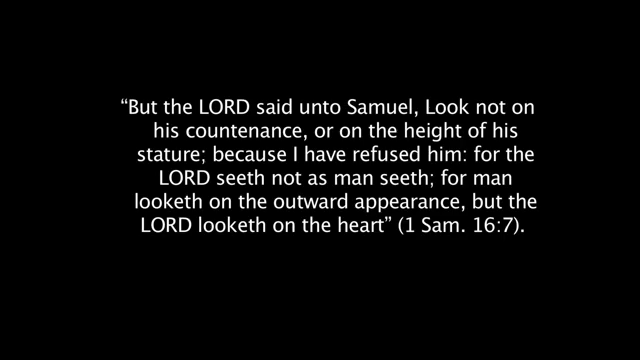 “But the LORD said unto Samuel, Look not on
his countenance, or on the height of his
stature; because I have refused him: for the
LORD seeth not as man seeth; for man
looketh on the outward appearance, but the
LORD looketh on the heart” (1 Sam. 16:7).